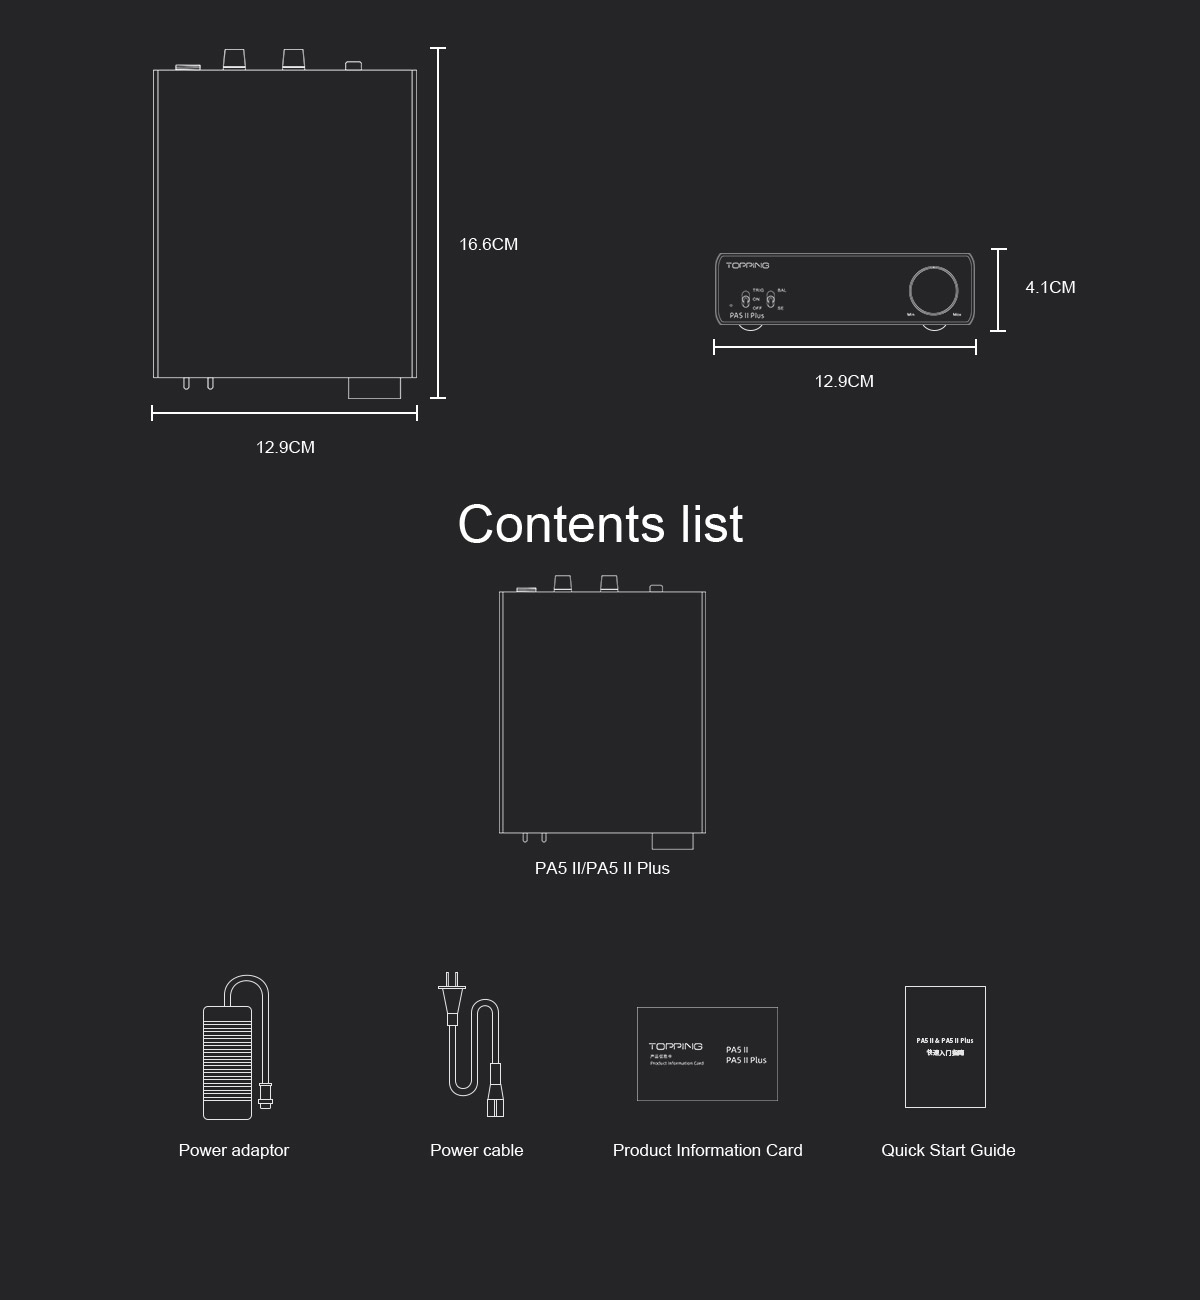 16.6CM
12.9CM
TOPPING
TRIG
BAL
ON
OFF
PA5 II Plus
Min
Max
4.1CM
12.9CM
Contents list
PA5 II/PA5 II Plus
TOPPING
产品信息卡
Product Information Card
PA5 II
PA5 II Plus
PA5 II & PA5 II Plus
快速入门指南
Power adaptor
Power cable
Product Information Card
Quick Start Guide